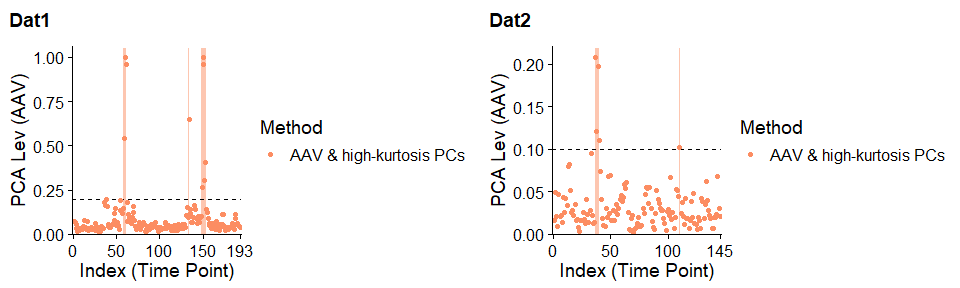 Dat1
PCA Lev (AAV)
1.00
0.75
0.50
0.25
0.00
0 50 100 150 193
Index (Time Point)
Method
AAV & high-kurtosis PCs
Dat2
PCA Lev (AAV)
0.20
0.15
0.10
0.05
0.00
0 50 100 145
Index (Time Point)
Method
AAV & high-kurtosis PCs